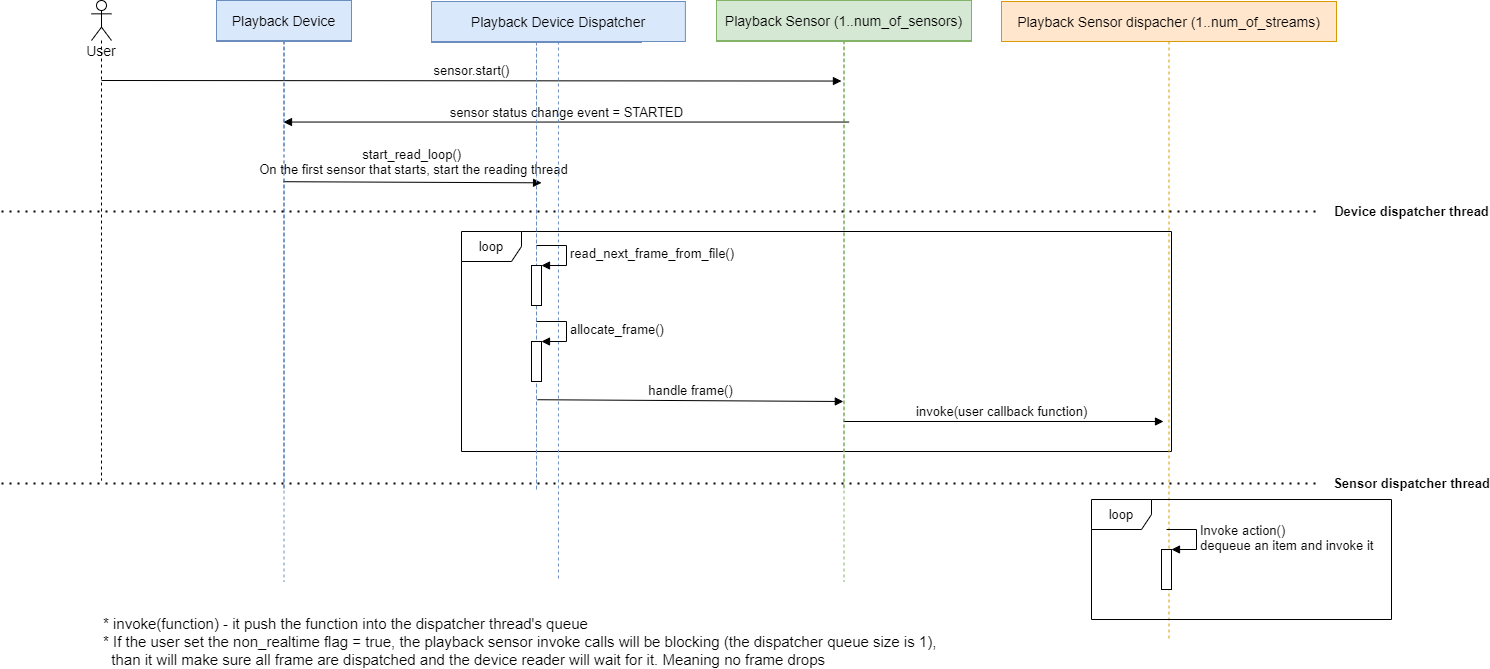 Playback Device
Playback Device Dispatcher
Playback Sensor (1..num_of_sensors)
Playback Sensor dispacher (1..num_of_streams)
User
sensor.start()
sensor status change event = STARTED
start_read_loop()
On the first sensor that starts, start the reading thread
Device dispatcher thread
loop
read_next_frame_from_file()
allocate_frame()
handle frame()
invoke(user callback function)
Sensor dispatcher thread
loop
Invoke action()
dequeue an item and invoke it
* invoke(function) - it push the function into the dispatcher thread's queue
* If the user set the non_realtime flag = true, the playback sensor invoke calls will be blocking (the dispatcher queue size is 1),
than it will make sure all frame are dispatched and the device reader will wait for it. Meaning no frame drops